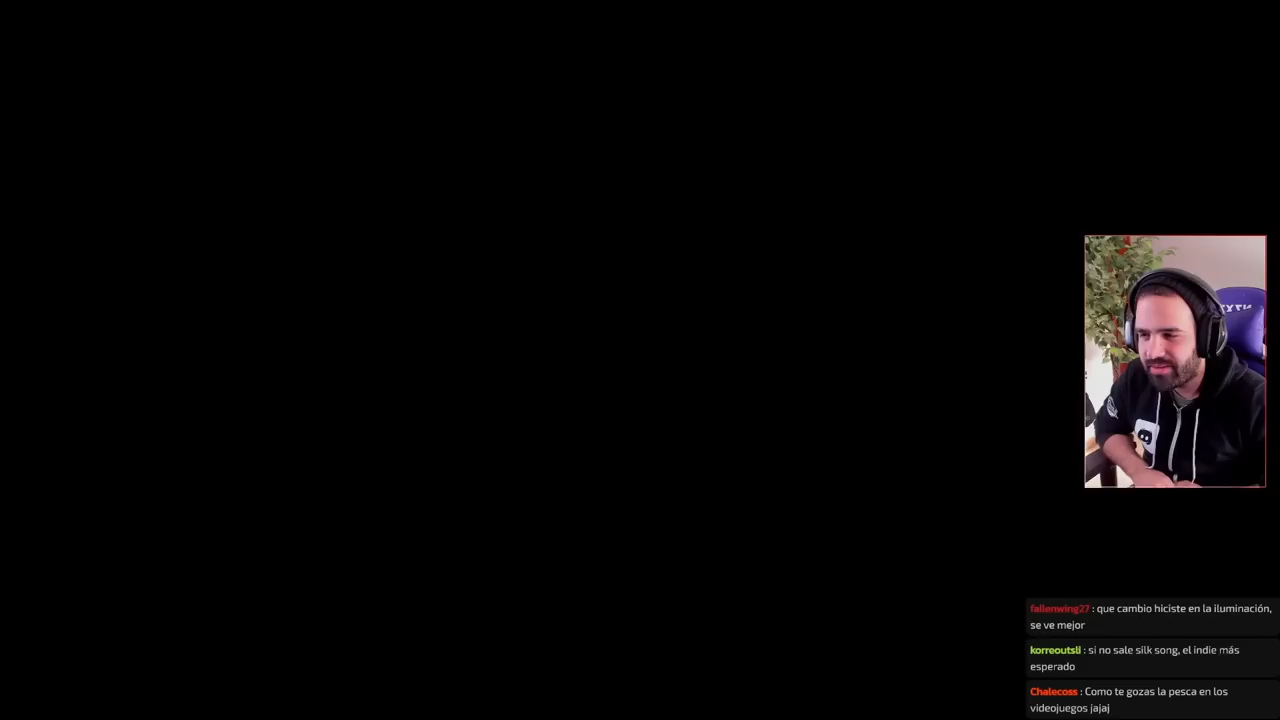 fallenwing27 : que cambio hiciste en la iluminación,
se ve mejor
korreoutsli : si no sale silk song, el indie más
esperado
Chalecoss : Como te gozas la pesca en los
videojuegos jajaj